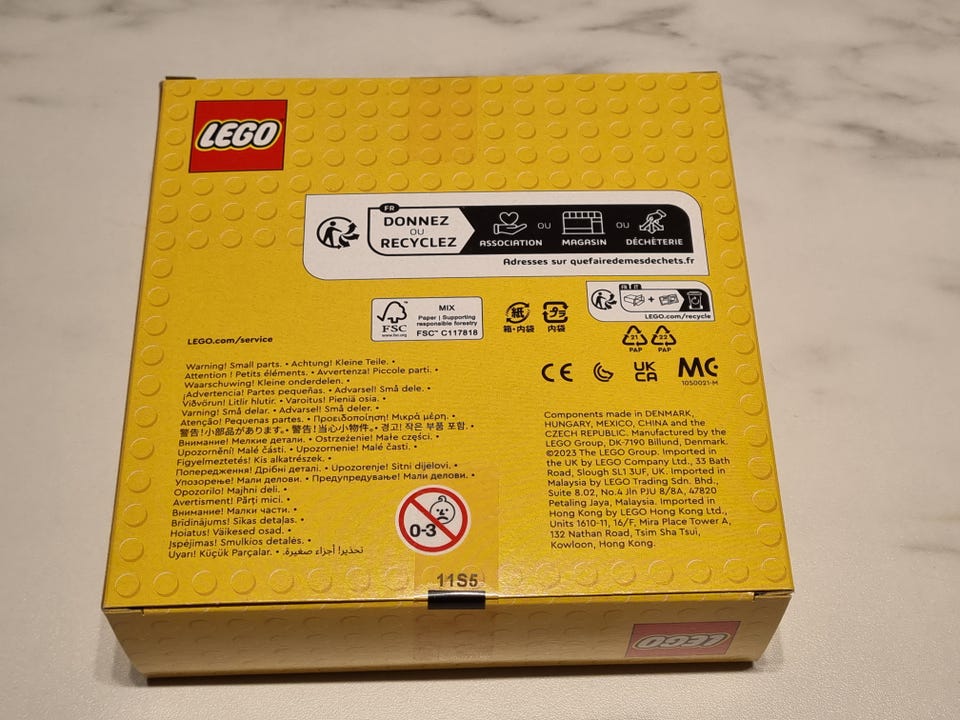 LEGO
FR
DONNEZ
OU
RECYCLEZ
ASSOCIATION
OU
MAGASIN
OU
DÉCHÈTERIE
Adresses sur quefairedemesdechets.fr
FSC
www.fsc.org
MIX
Paper | Supporting
responsible forestry
FSC™ C117818
紙
箱・内袋
プラ
内袋
FR IT
+
LEGO.com/recycle
21
PAP
22
PAP
LEGO.com/service
CE
UK
CA
MC
1050021-M
Warning! Small parts. • Achtung! Kleine Teile. •
Attention ! Petits éléments. • Avvertenza! Piccole parti. •
Waarschuwing! Kleine onderdelen. •
¡Advertencia! Partes pequeñas. • Advarsel! Små dele. •
Viðvörun! Litlir hlutir. • Varoitus! Pieniä osia. •
Varning! Små delar. • Advarsel! Små deler. •
Atenção! Pequenas partes. • Προειδοποίηση! Μικρά μέρη. •
警告!小部品があります。• 警告!当心小物件。• 경고! 작은 부품 포함. •
Внимание! Мелкие детали. • Ostrzeżenie! Małe części. •
Upozornění! Malé části. • Upozornenie! Malé časti. •
Figyelmeztetés! Kis alkatrészek. •
Попередження! Дрібні деталі. • Upozorenje! Sitni dijelovi. •
Упозорење! Мали делови. • Предупредување! Мали делови. •
Opozorilo! Majhni deli. •
Avertisment! Părți mici. •
Внимание! Малки части. •
Brīdinājums! Sīkas detaļas. •
Hoiatus! Väikesed osad. •
Įspėjimas! Smulkios detalės. •
Uyarı! Küçük Parçalar. • تحذير! أجزاء صغيرة.
0-3
Components made in DENMARK,
HUNGARY, MEXICO, CHINA and the
CZECH REPUBLIC. Manufactured by the
LEGO Group, DK-7190 Billund, Denmark.
©2023 The LEGO Group. Imported in
the UK by LEGO Company Ltd., 33 Bath
Road, Slough SL1 3UF, UK. Imported in
Malaysia by LEGO Trading Sdn. Bhd.,
Suite 8.02, No.4 Jln PJU 8/8A, 47820
Petaling Jaya, Malaysia. Imported in
Hong Kong by LEGO Hong Kong Ltd.,
Units 1610-11, 16/F, Mira Place Tower A,
132 Nathan Road, Tsim Sha Tsui,
Kowloon, Hong Kong.
11S5
LEGO